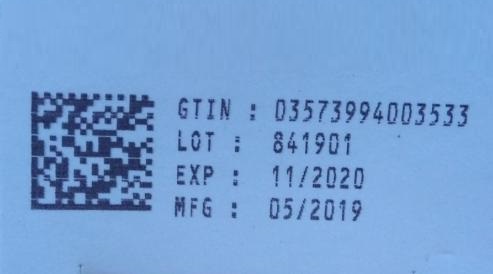 GTIN : 03573994003533
LOT : 841901
EXP : 11/2020
MFG : 05/2019